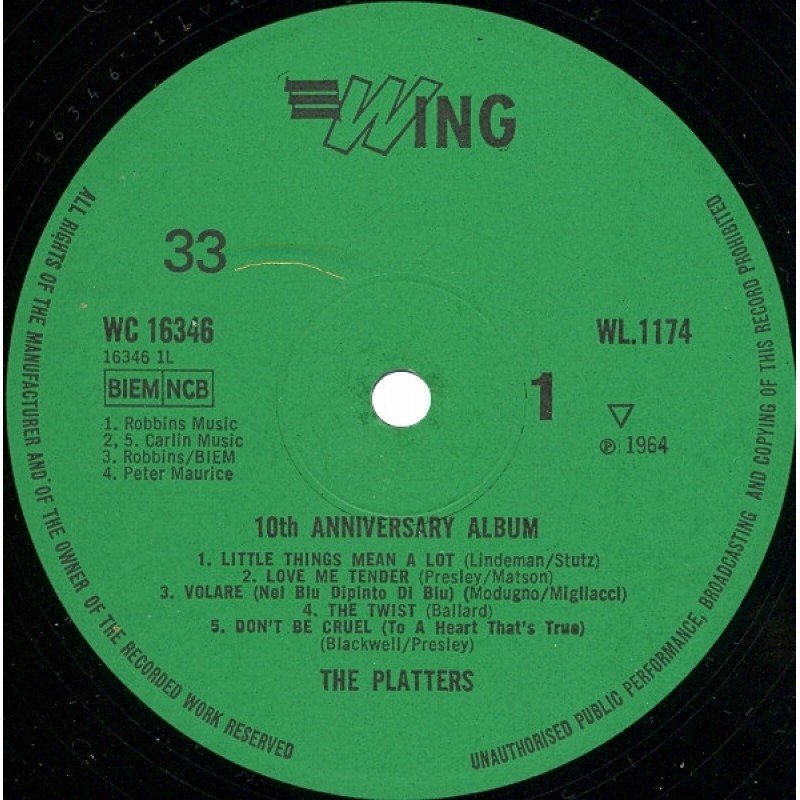 WING
33
WC 16346
16346 1L
BIEM NCB
1. Robbins Music
2, 5. Carlin Music
3. Robbins/BIEM
4. Peter Maurice
WL.1174
1
℗ 1964
10th ANNIVERSARY ALBUM
1. LITTLE THINGS MEAN A LOT (Lindeman/Stutz)
2. LOVE ME TENDER (Presley/Matson)
3. VOLARE (Nel Blu Dipinto Di Blu) (Modugno/Migliacci)
4. THE TWIST (Ballard)
5. DON'T BE CRUEL (To A Heart That's True)
(Blackwell/Presley)
THE PLATTERS
ALL RIGHTS OF THE MANUFACTURER AND OF THE OWNER OF THE RECORDED WORK RESERVED
UNAUTHORISED PUBLIC PERFORMANCE, BROADCASTING AND COPYING OF THIS RECORD PROHIBITED